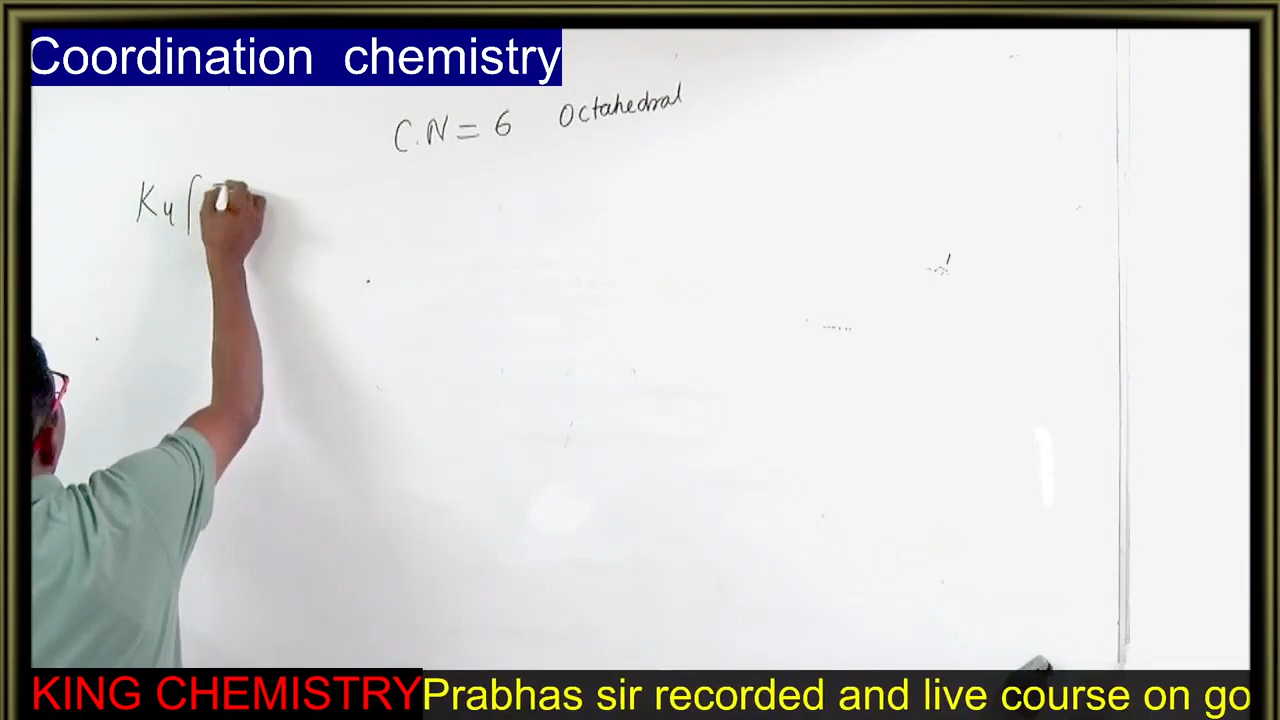 Coordination chemistry
C.N = 6 Octahedral
K4 [
KING CHEMISTRY Prabhas sir recorded and live course on go